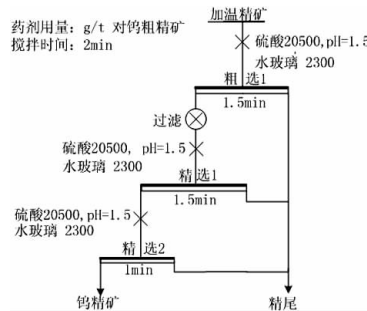 药剂用量: g/t 对钨粗精矿
搅拌时间: 2min
加温精矿
硫酸20500,pH=1.5
水玻璃 2300
粗 选1
1.5min
过滤
硫酸20500, pH=1.5
水玻璃 2300
精 选1
1.5min
硫酸20500,pH=1.5
水玻璃 2300
精 选2
1min
钨精矿
精尾